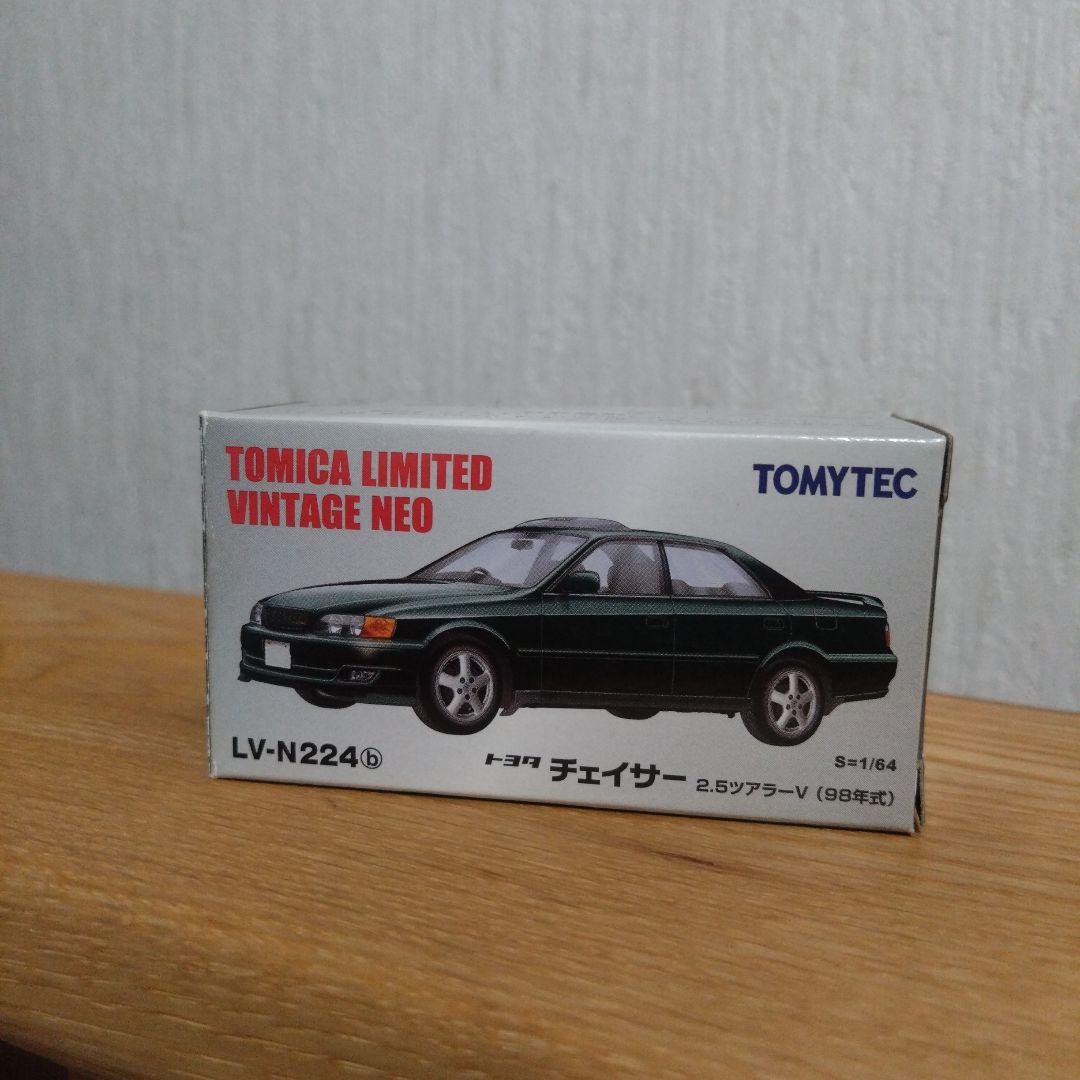 TOMICA LIMITED
VINTAGE NEO
TOMYTEC
LV-N224ⓑ
トヨタ チェイサー 2.5ツアラーV（98年式）
S=1/64